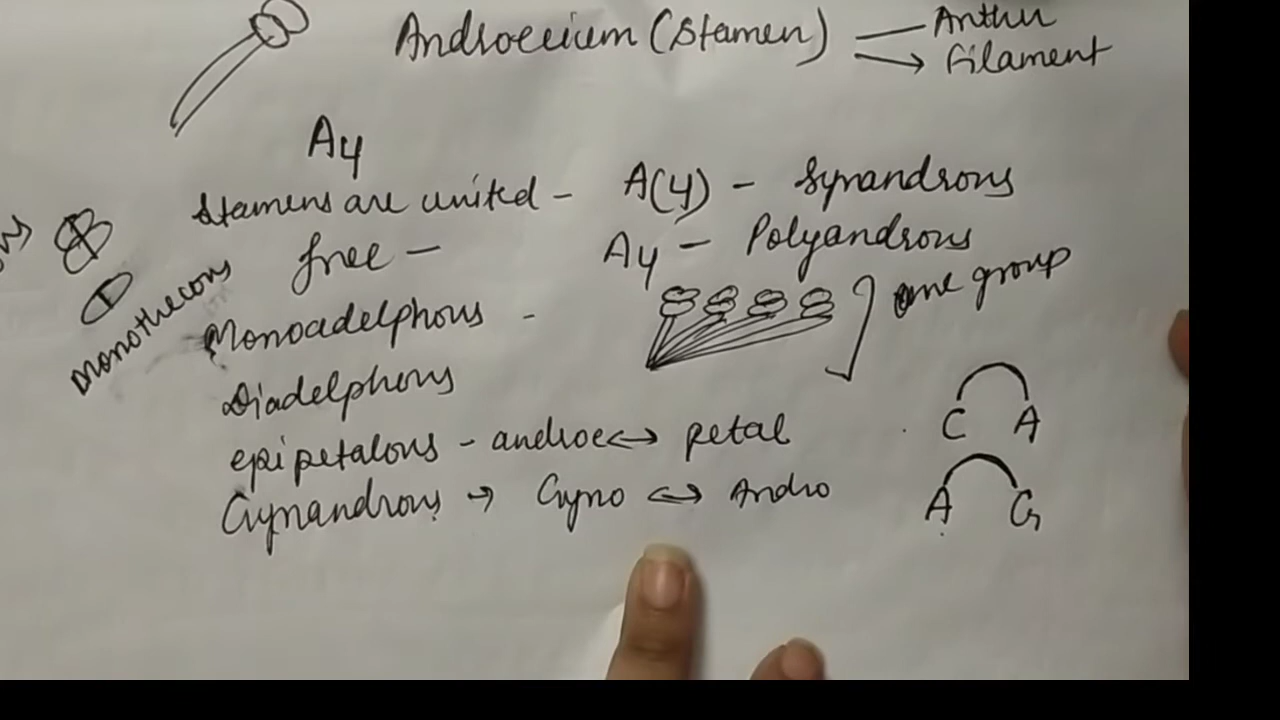 Androecium (Stamen)
Anther
Filament
A4
Stamens are united - A(4) - Synandrous
free - A4 - Polyandrous
Monothecous
Monoadelphous - one group
Diadelphous
epipetalous - androe ↔ petal
C A
Gynandrous → Gyno ↔ Andro
A G